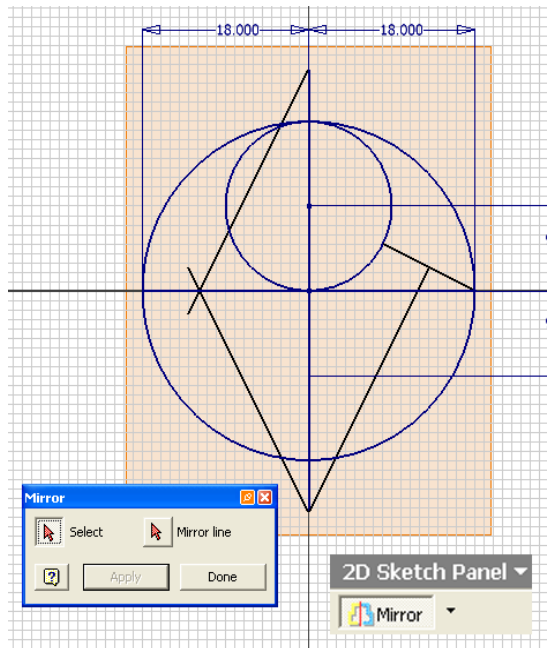 18.000 18.000
Mirror
Select Mirror line
? Apply Done
2D Sketch Panel
Mirror